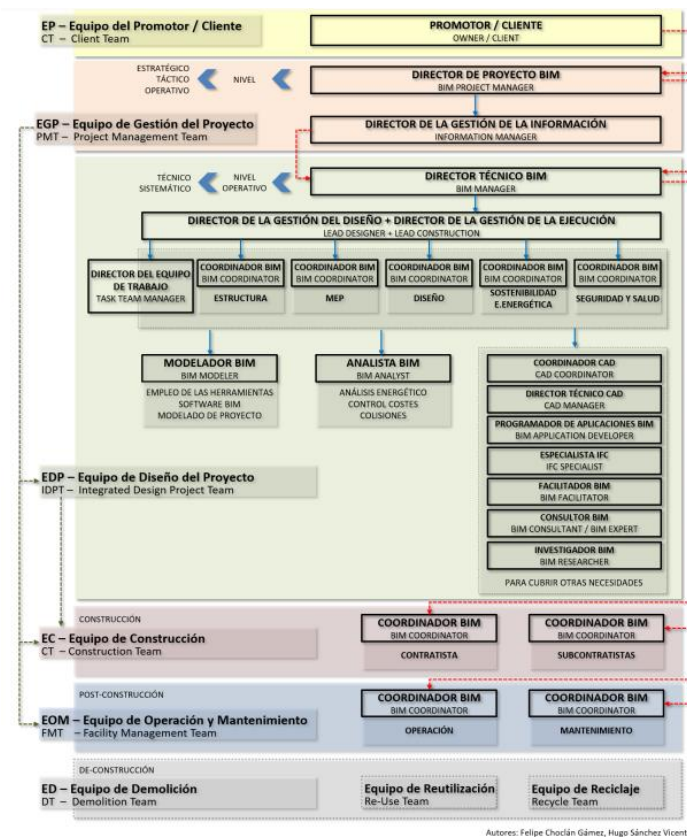 EP – Equipo del Promotor / Cliente
CT – Client Team
PROMOTOR / CLIENTE
OWNER / CLIENT
ESTRATÉGICO
TÁCTICO
OPERATIVO
NIVEL
DIRECTOR DE PROYECTO BIM
BIM PROJECT MANAGER
EGP – Equipo de Gestión del Proyecto
PMT – Project Management Team
DIRECTOR DE LA GESTIÓN DE LA INFORMACIÓN
INFORMATION MANAGER
TÉCNICO
SISTEMÁTICO
NIVEL
OPERATIVO
DIRECTOR TÉCNICO BIM
BIM MANAGER
DIRECTOR DE LA GESTIÓN DEL DISEÑO + DIRECTOR DE LA GESTIÓN DE LA EJECUCIÓN
LEAD DESIGNER + LEAD CONSTRUCTION
DIRECTOR DEL EQUIPO
DE TRABAJO
TASK TEAM MANAGER
COORDINADOR BIM
BIM COORDINATOR
ESTRUCTURA
COORDINADOR BIM
BIM COORDINATOR
MEP
COORDINADOR BIM
BIM COORDINATOR
DISEÑO
COORDINADOR BIM
BIM COORDINATOR
SOSTENIBILIDAD
E.ENERGÉTICA
COORDINADOR BIM
BIM COORDINATOR
SEGURIDAD Y SALUD
MODELADOR BIM
BIM MODELER
EMPLEO DE LAS HERRAMIENTAS
SOFTWARE BIM
MODELADO DE PROYECTO
ANALISTA BIM
BIM ANALYST
ANÁLISIS ENERGÉTICO
CONTROL COSTES
COLISIONES
COORDINADOR CAD
CAD COORDINATOR
DIRECTOR TÉCNICO CAD
CAD MANAGER
PROGRAMADOR DE APLICACIONES BIM
BIM APPLICATION DEVELOPER
ESPECIALISTA IFC
IFC SPECIALIST
FACILITADOR BIM
BIM FACILITATOR
CONSULTOR BIM
BIM CONSULTANT / BIM EXPERT
INVESTIGADOR BIM
BIM RESEARCHER
PARA CUBRIR OTRAS NECESIDADES
EDP – Equipo de Diseño del Proyecto
IDPT – Integrated Design Project Team
CONSTRUCCIÓN
EC – Equipo de Construcción
CT – Construction Team
COORDINADOR BIM
BIM COORDINATOR
CONTRATISTA
COORDINADOR BIM
BIM COORDINATOR
SUBCONTRATISTAS
POST-CONSTRUCCIÓN
EOM – Equipo de Operación y Mantenimiento
FMT – Facility Management Team
COORDINADOR BIM
BIM COORDINATOR
OPERACIÓN
COORDINADOR BIM
BIM COORDINATOR
MANTENIMIENTO
DE-CONSTRUCCIÓN
ED – Equipo de Demolición
DT – Demolition Team
Equipo de Reutilización
Re-Use Team
Equipo de Reciclaje
Recycle Team
Autores: Felipe Choclán Gámez, Hugo Sánchez Vicent